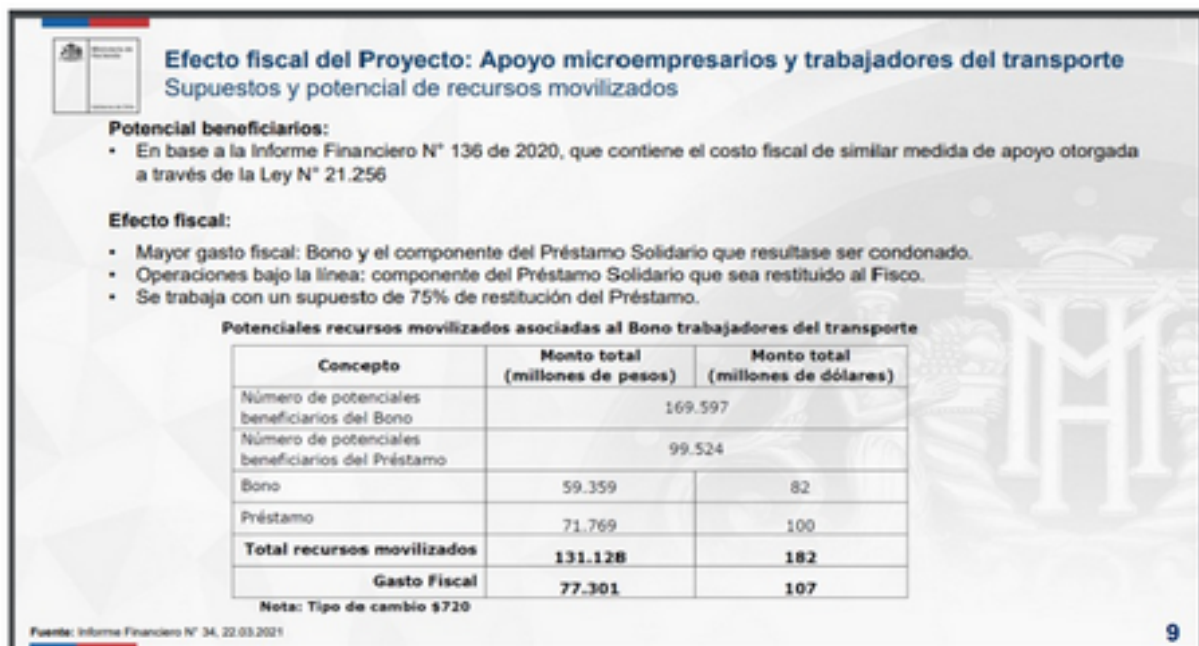 Ministerio de
Hacienda
Gobierno de Chile
Efecto fiscal del Proyecto: Apoyo microempresarios y trabajadores del transporte
Supuestos y potencial de recursos movilizados
Potencial beneficiarios:
• En base a la Informe Financiero N° 136 de 2020, que contiene el costo fiscal de similar medida de apoyo otorgada
a través de la Ley N° 21.256
Efecto fiscal:
• Mayor gasto fiscal: Bono y el componente del Préstamo Solidario que resultase ser condonado.
• Operaciones bajo la línea: componente del Préstamo Solidario que sea restituido al Fisco.
• Se trabaja con un supuesto de 75% de restitución del Préstamo.
Potenciales recursos movilizados asociadas al Bono trabajadores del transporte
Concepto Monto total (millones de pesos) Monto total (millones de dólares)
Número de potenciales beneficiarios del Bono 169.597
Número de potenciales beneficiarios del Préstamo 99.524
Bono 59.359 82
Préstamo 71.769 100
Total recursos movilizados 131.128 182
Gasto Fiscal 77.301 107
Nota: Tipo de cambio $720
Fuente: Informe Financiero N° 34, 22.03.2021
9